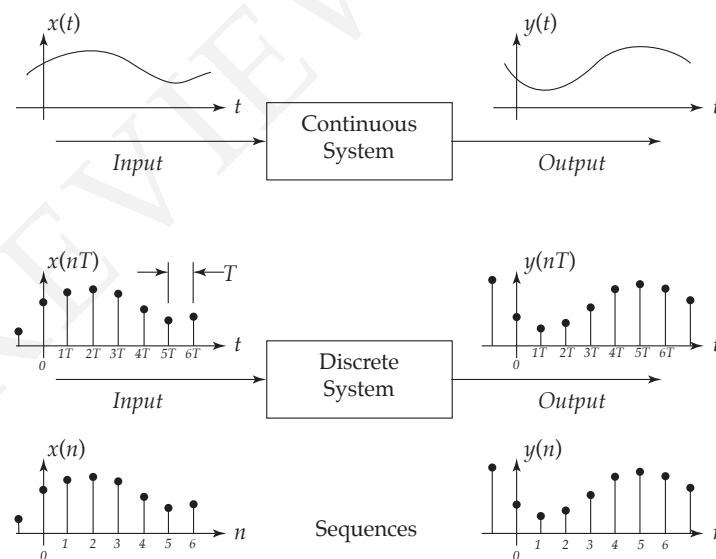 x(t) y(t)
t t
Continuous
System
Input Output
x(nT) T y(nT)
0 1T 2T 3T 4T 5T 6T t 0 1T 2T 3T 4T 5T 6T t
Discrete
System
Input Output
x(n) y(n)
0 1 2 3 4 5 6 n Sequences 0 1 2 3 4 5 6 n
REVIEW